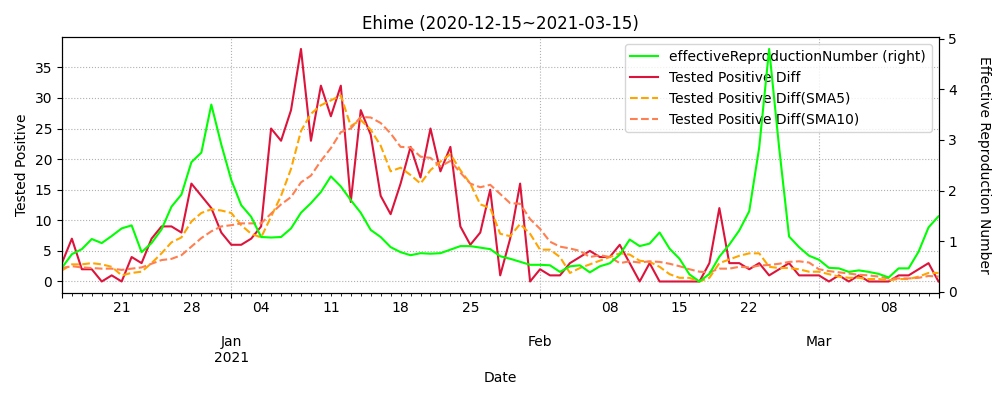 Ehime (2020-12-15~2021-03-15)
effectiveReproductionNumber (right)
Tested Positive Diff
Tested Positive Diff(SMA5)
Tested Positive Diff(SMA10)
Tested Positive
35
30
25
20
15
10
5
0
Effective Reproduction Number
5
4
3
2
1
0
21 28 04 11 18 25 08 15 22 08
Jan Feb Mar
2021
Date